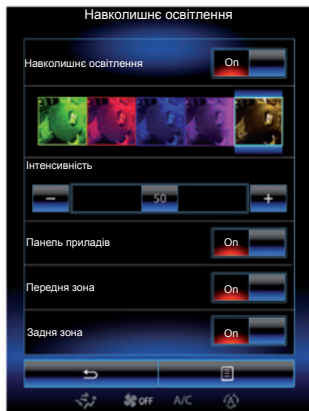 Навколишнє освітлення
Навколишнє освітлення On
Інтенсивність
− 50 +
Панель приладів On
Передня зона On
Задня зона On
OFF A/C